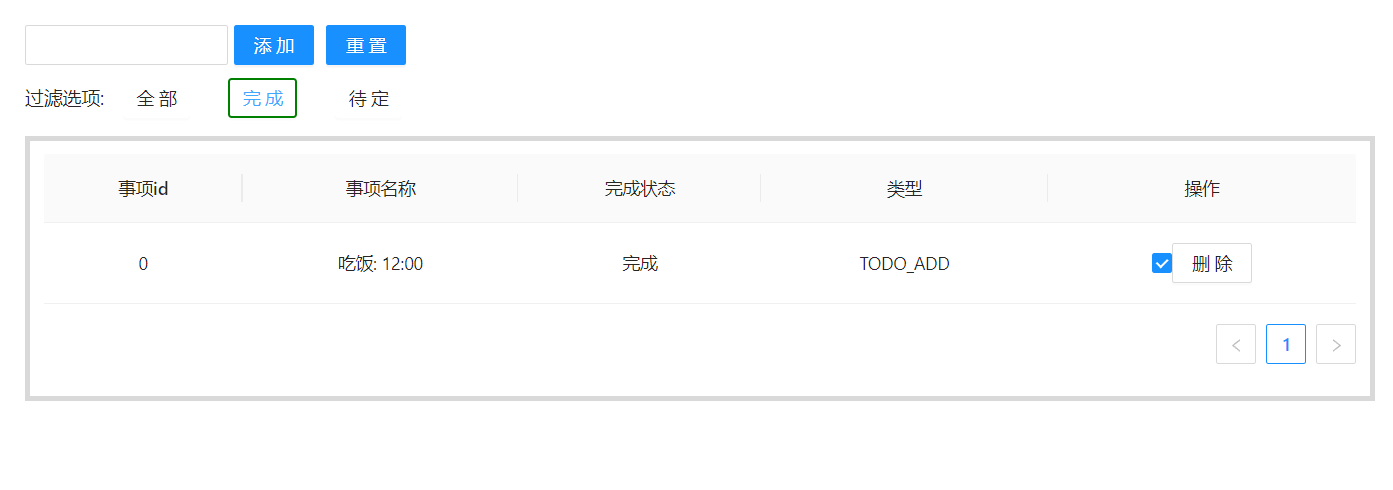 添 加 重 置
过滤选项: 全 部 完 成 待 定
事项id 事项名称 完成状态 类型 操作
0 吃饭: 12:00 完成 TODO_ADD 删 除
< 1 >